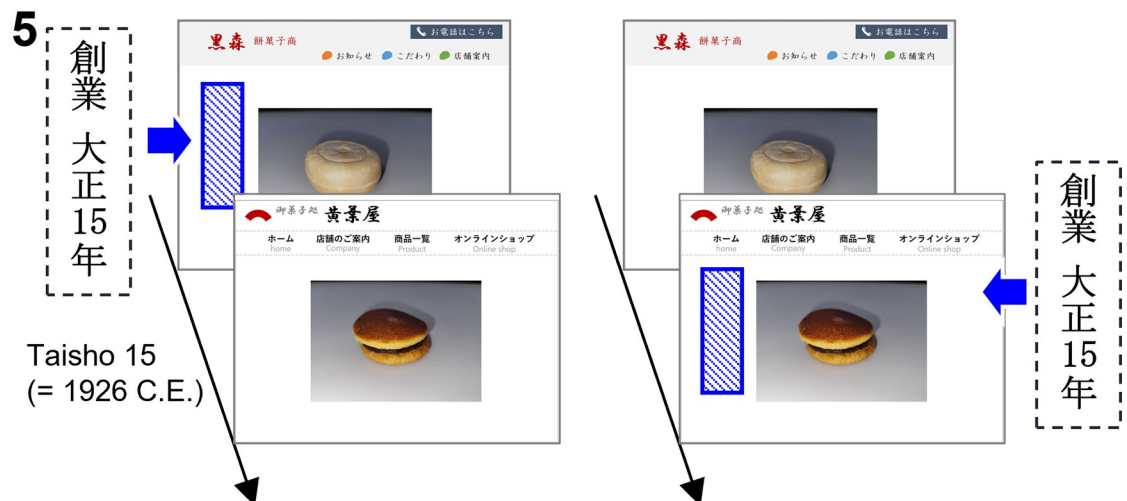 5
創業 大正15年
黒森 餅菓子商
お電話はこちら
お知らせ こだわり 店舗案内
御菓子処 黄葉屋
ホーム 店舗のご案内 商品一覧 オンラインショップ
home Company Product Online shop
Taisho 15
(= 1926 C.E.)
黒森 餅菓子商
お電話はこちら
お知らせ こだわり 店舗案内
御菓子処 黄葉屋
ホーム 店舗のご案内 商品一覧 オンラインショップ
home Company Product Online shop
創業 大正15年